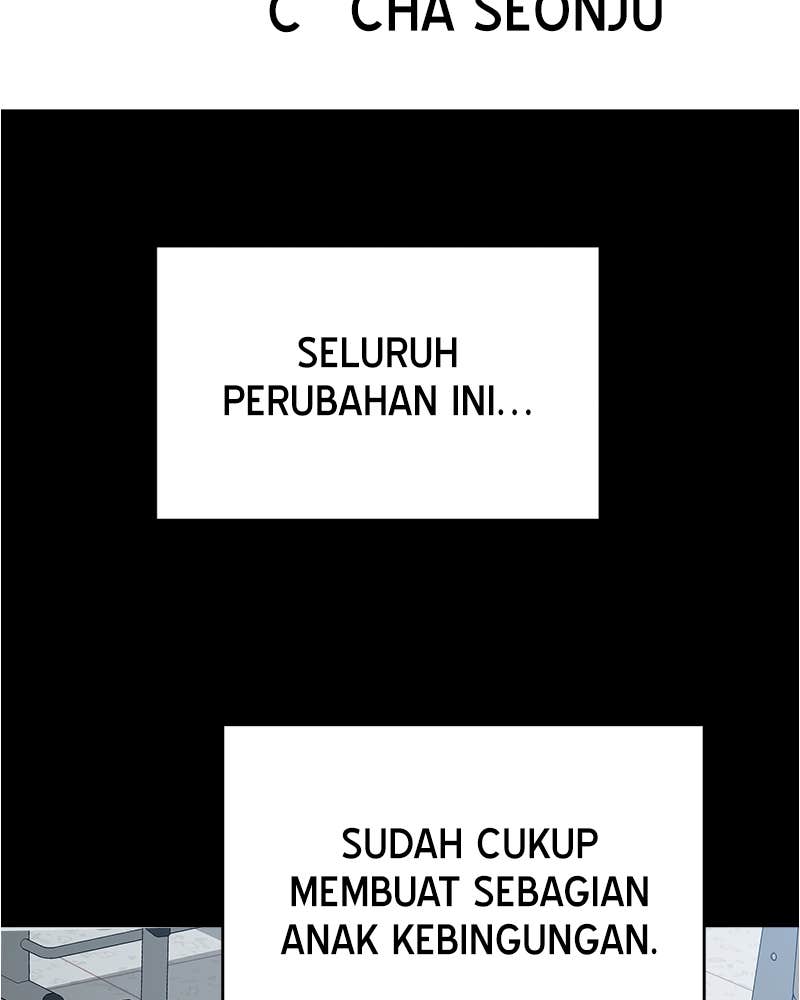 C CHA SEONJU
SELURUH
PERUBAHAN INI...
SUDAH CUKUP
MEMBUAT SEBAGIAN
ANAK KEBINGUNGAN.